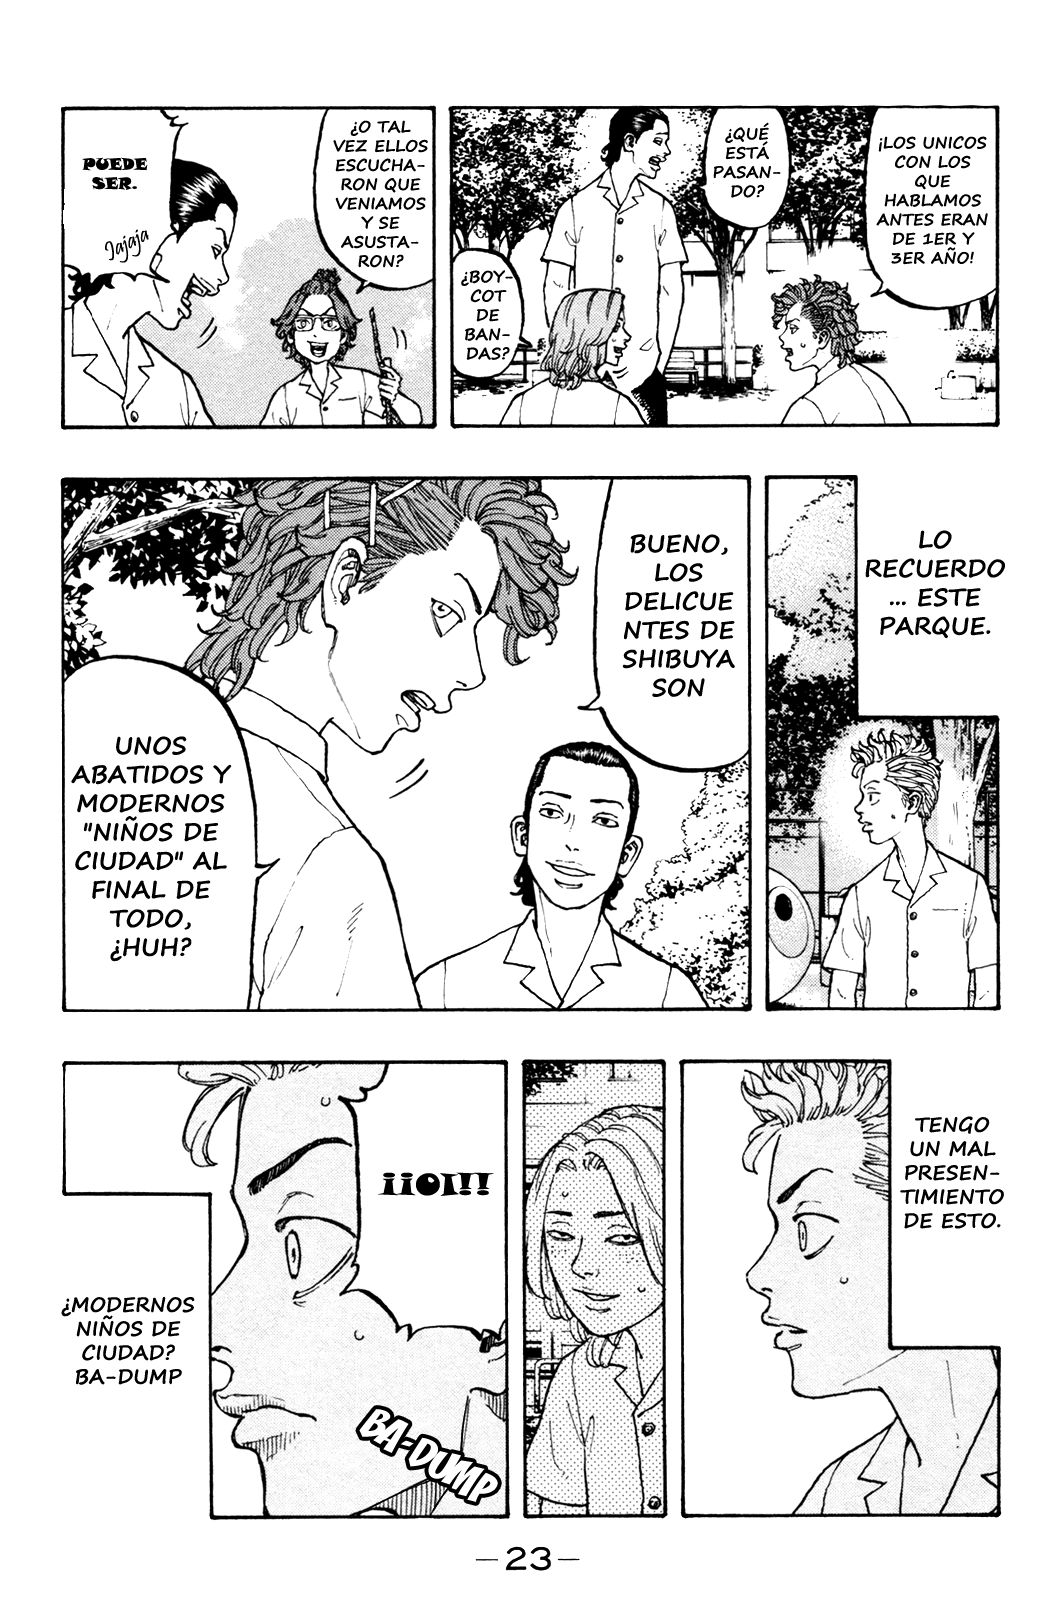 ¡LOS UNICOS
CON LOS
QUE
HABLAMOS
ANTES ERAN
DE 1ER Y
3ER AÑO!
¿QUÉ
ESTÁ
PASAN-
DO?
¿BOY-
COT
DE
BAN-
DAS?
¿O TAL
VEZ ELLOS
ESCUCHA-
RON QUE
VENIAMOS
Y SE
ASUSTA-
RON?
PUEDE
SER.
Jajaja
LO
RECUERDO
... ESTE
PARQUE.
BUENO,
LOS
DELICUE
NTES DE
SHIBUYA
SON
UNOS
ABATIDOS Y
MODERNOS
"NIÑOS DE
CIUDAD" AL
FINAL DE
TODO,
¿HUH?
TENGO
UN MAL
PRESEN-
TIMIENTO
DE ESTO.
¡¡OI!!
¿MODERNOS
NIÑOS DE
CIUDAD?
BA-DUMP
BA-DUMP
—23—